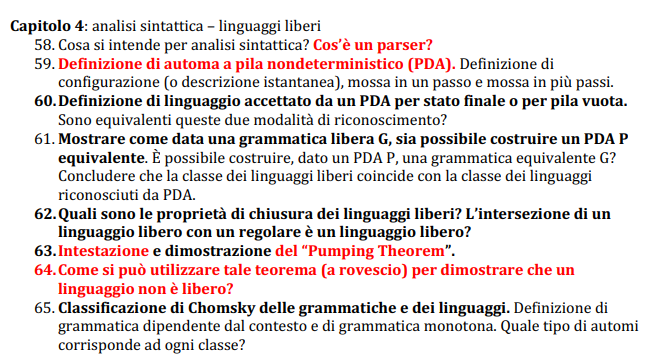 Capitolo 4: analisi sintattica – linguaggi liberi
58. Cosa si intende per analisi sintattica? Cos'è un parser?
59. Definizione di automa a pila nondeterministico (PDA). Definizione di
configurazione (o descrizione istantanea), mossa in un passo e mossa in più passi.
60. Definizione di linguaggio accettato da un PDA per stato finale o per pila vuota.
Sono equivalenti queste due modalità di riconoscimento?
61. Mostrare come data una grammatica libera G, sia possibile costruire un PDA P
equivalente. È possibile costruire, dato un PDA P, una grammatica equivalente G?
Concludere che la classe dei linguaggi liberi coincide con la classe dei linguaggi
riconosciuti da PDA.
62. Quali sono le proprietà di chiusura dei linguaggi liberi? L'intersezione di un
linguaggio libero con un regolare è un linguaggio libero?
63. Intestazione e dimostrazione del “Pumping Theorem”.
64. Come si può utilizzare tale teorema (a rovescio) per dimostrare che un
linguaggio non è libero?
65. Classificazione di Chomsky delle grammatiche e dei linguaggi. Definizione di
grammatica dipendente dal contesto e di grammatica monotona. Quale tipo di automi
corrisponde ad ogni classe?